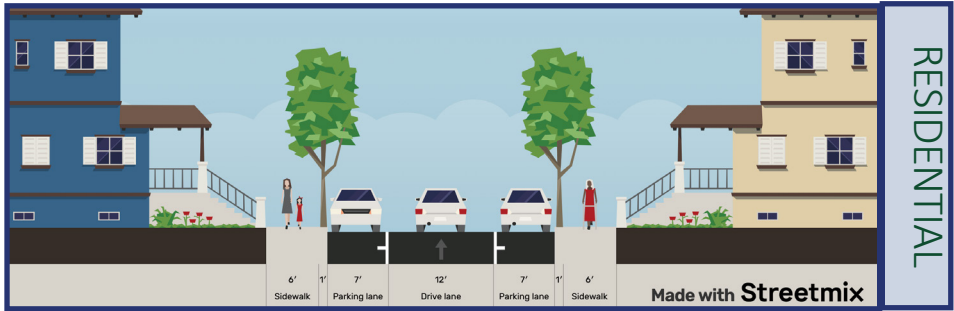 RESIDENTIAL
6′ 1′ 7′ 12′ 7′ 1′ 6′
Sidewalk Parking lane Drive lane Parking lane Sidewalk
Made with Streetmix